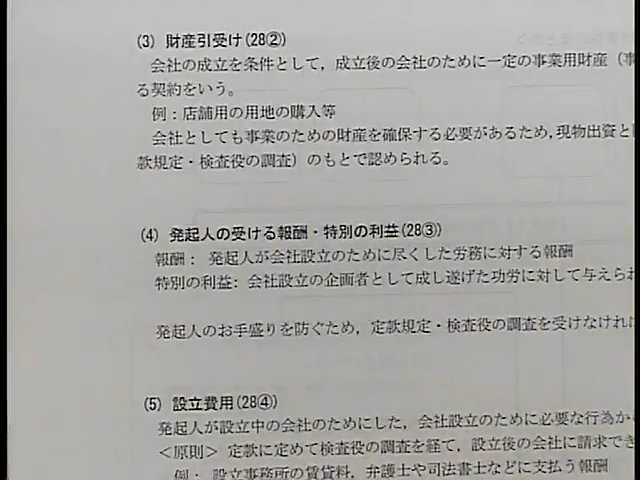 (3) 財産引受け(28②)
会社の成立を条件として，成立後の会社のために一定の事業用財産（事
る契約をいう。
例：店舗用の用地の購入等
会社としても事業のための財産を確保する必要があるため,現物出資と
款規定・検査役の調査）のもとで認められる。
(4) 発起人の受ける報酬・特別の利益(28③)
報酬： 発起人が会社設立のために尽くした労務に対する報酬
特別の利益: 会社設立の企画者として成し遂げた功労に対して与えられ
発起人のお手盛りを防ぐため，定款規定・検査役の調査を受けなければ
(5) 設立費用(28④)
発起人が設立中の会社のためにした，会社設立のために必要な行為か
＜原則＞ 定款に定めて検査役の調査を経て，設立後の会社に請求でき
例： 設立事務所の賃貸料，弁護士や司法書士などに支払う報酬